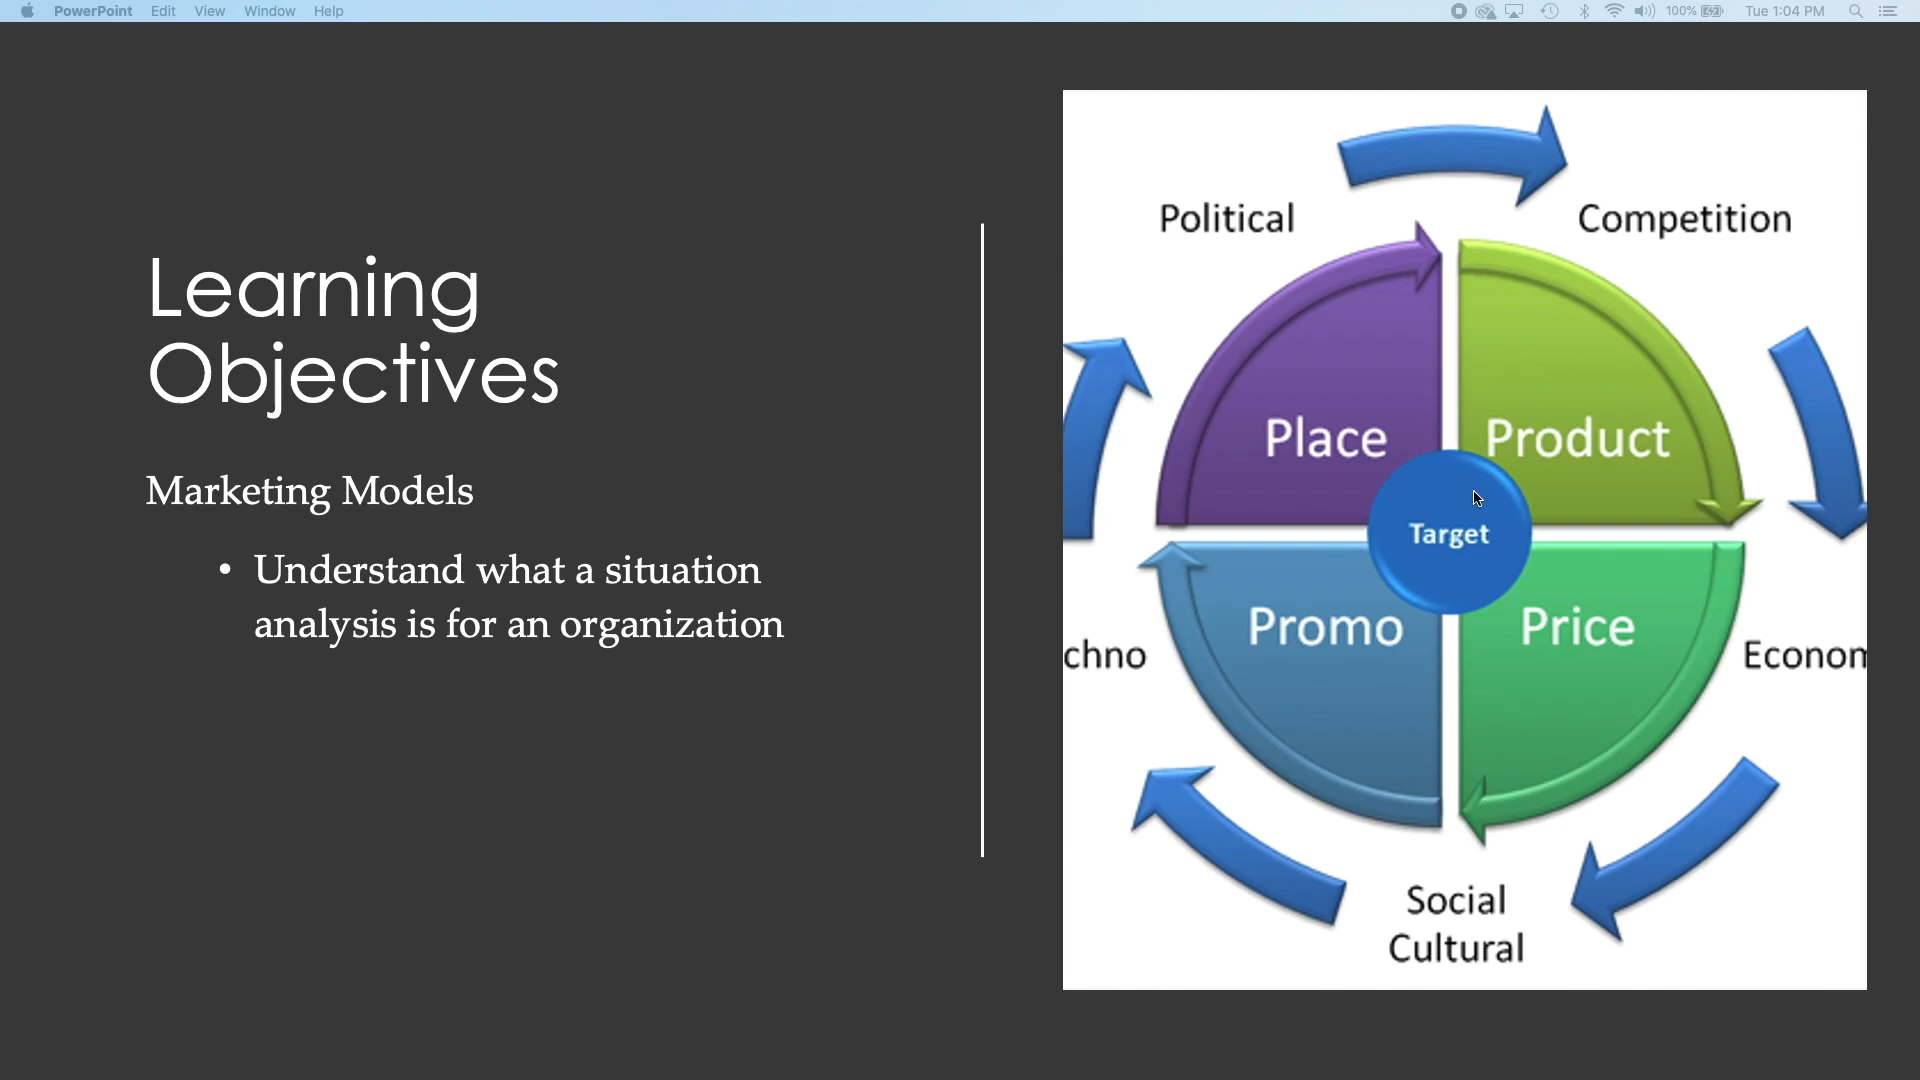 PowerPoint Edit View Window Help
100% Tue 1:04 PM
Learning
Objectives
Marketing Models
• Understand what a situation
analysis is for an organization
Political
Competition
Place
Product
Target
Promo
Price
chno
Econom
Social
Cultural